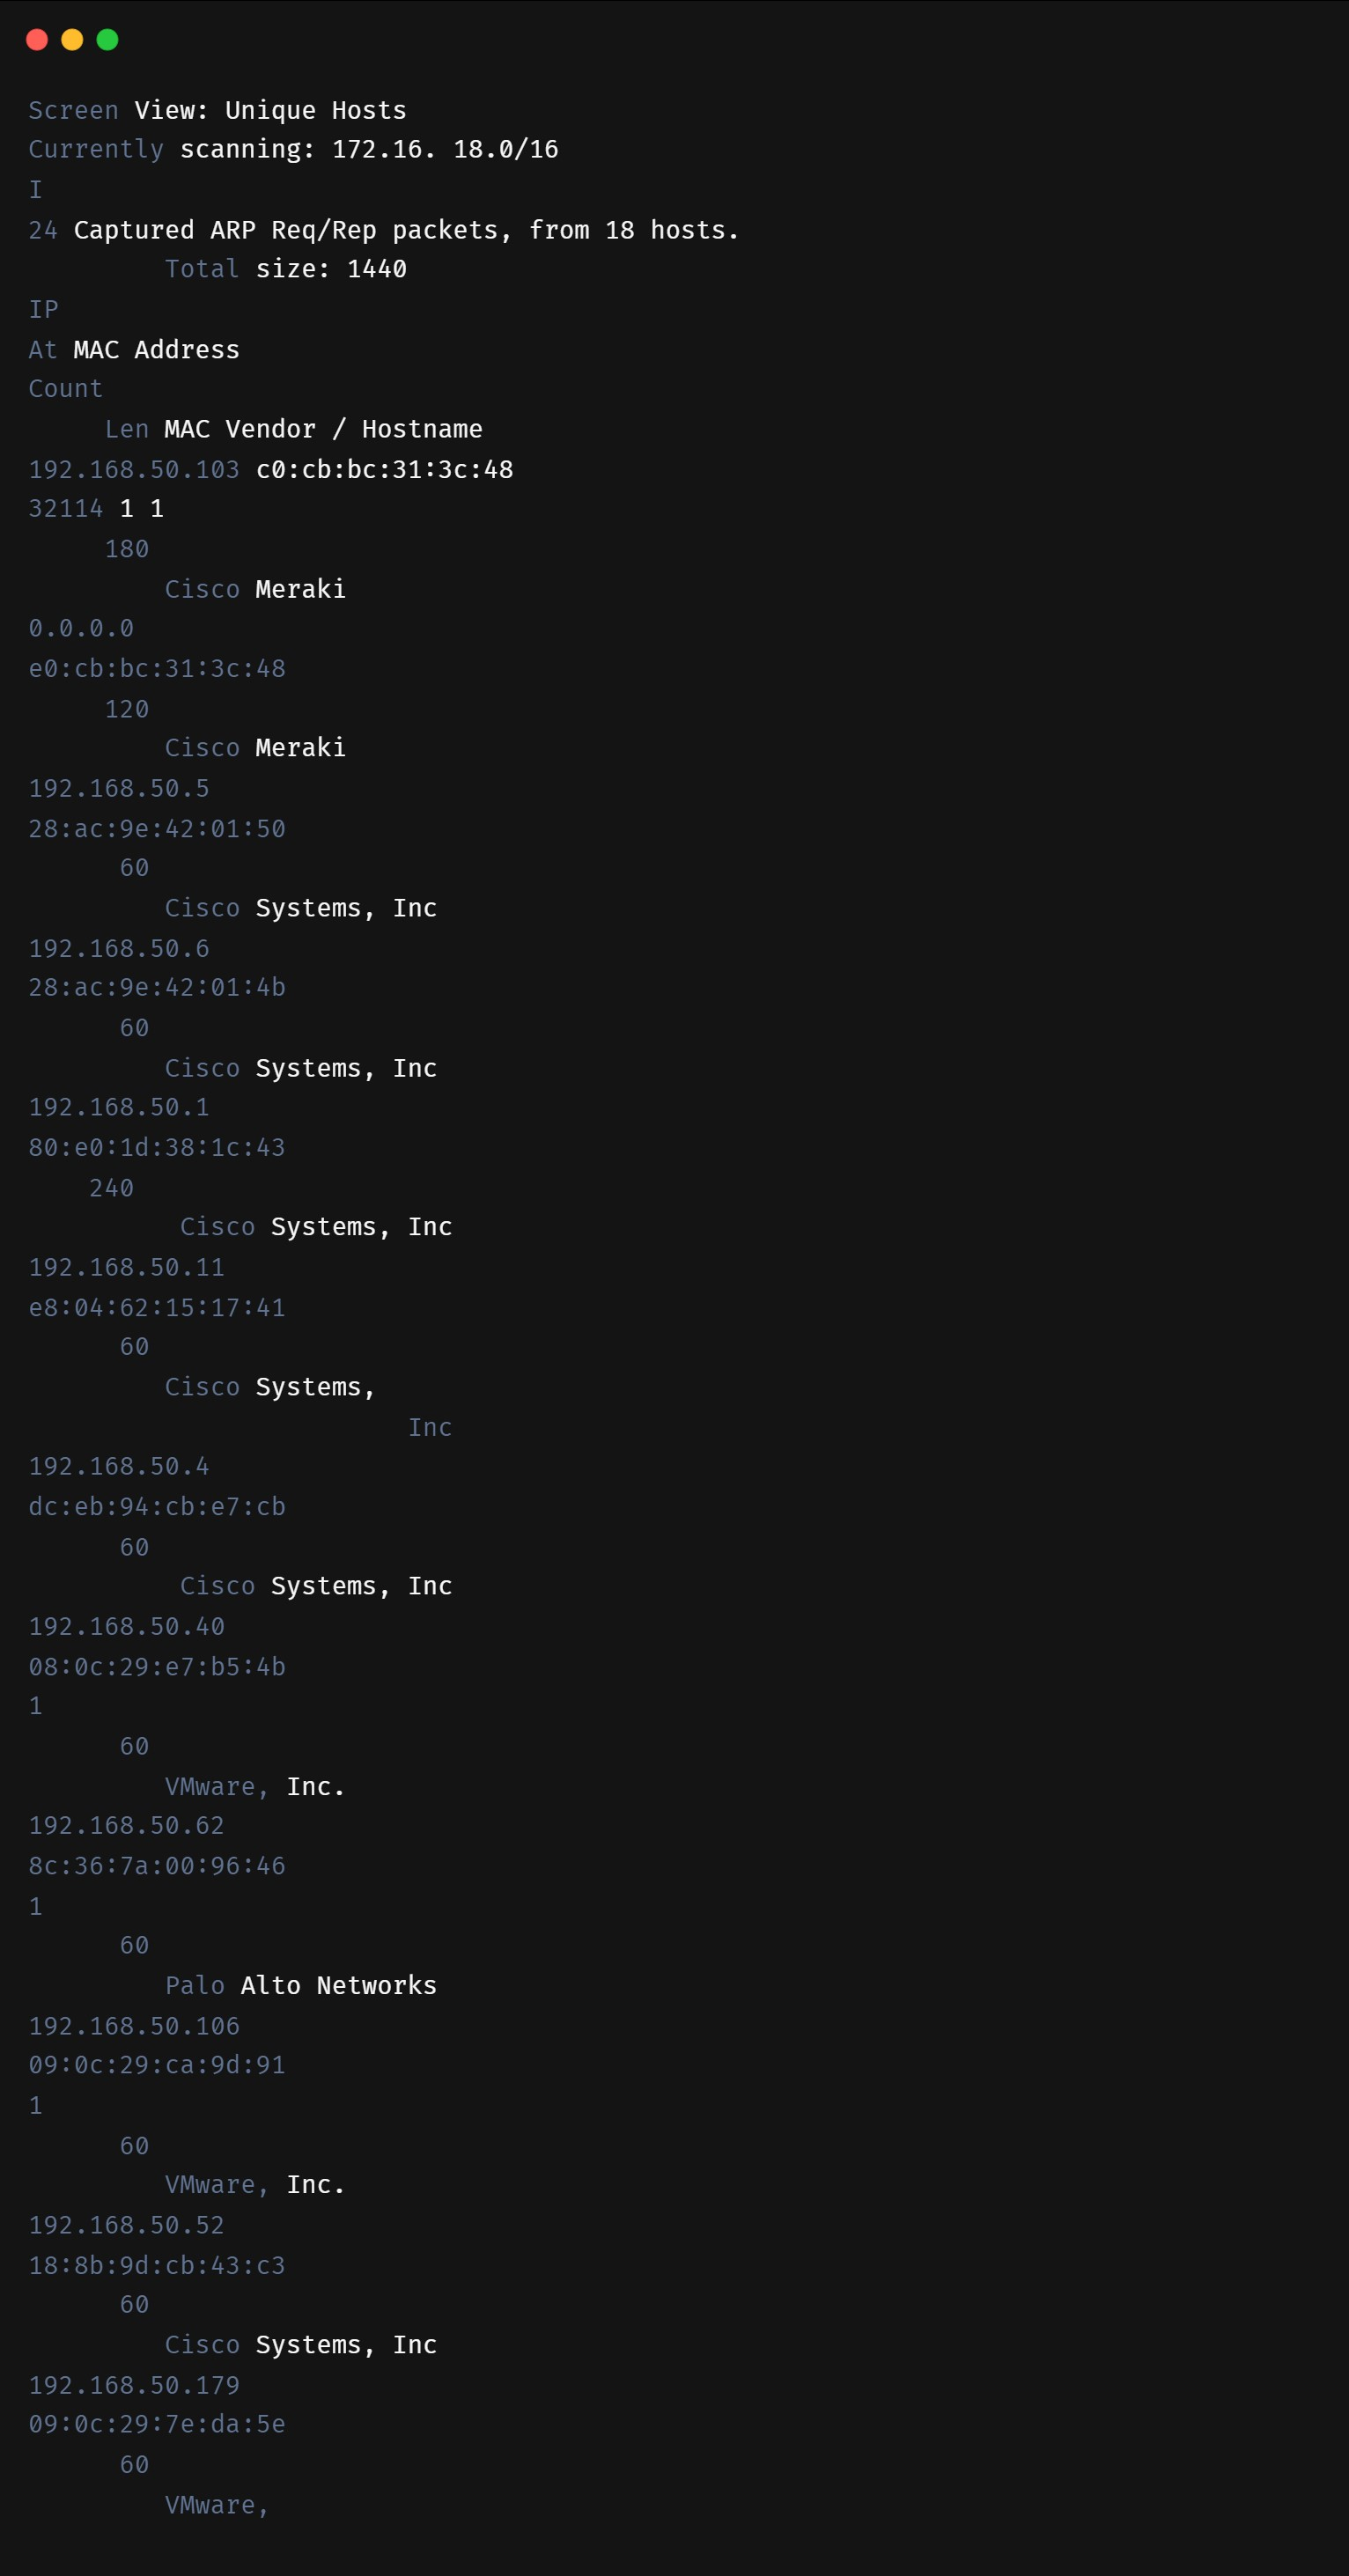 Screen View: Unique Hosts
Currently scanning: 172.16. 18.0/16
I
24 Captured ARP Req/Rep packets, from 18 hosts.
Total size: 1440
IP
At MAC Address
Count
Len MAC Vendor / Hostname
192.168.50.103 c0:cb:bc:31:3c:48
32114 1 1
180
Cisco Meraki
0.0.0.0
e0:cb:bc:31:3c:48
120
Cisco Meraki
192.168.50.5
28:ac:9e:42:01:50
60
Cisco Systems, Inc
192.168.50.6
28:ac:9e:42:01:4b
60
Cisco Systems, Inc
192.168.50.1
80:e0:1d:38:1c:43
240
Cisco Systems, Inc
192.168.50.11
e8:04:62:15:17:41
60
Cisco Systems,
Inc
192.168.50.4
dc:eb:94:cb:e7:cb
60
Cisco Systems, Inc
192.168.50.40
08:0c:29:e7:b5:4b
1
60
VMware, Inc.
192.168.50.62
8c:36:7a:00:96:46
1
60
Palo Alto Networks
192.168.50.106
09:0c:29:ca:9d:91
1
60
VMware, Inc.
192.168.50.52
18:8b:9d:cb:43:c3
60
Cisco Systems, Inc
192.168.50.179
09:0c:29:7e:da:5e
60
VMware,